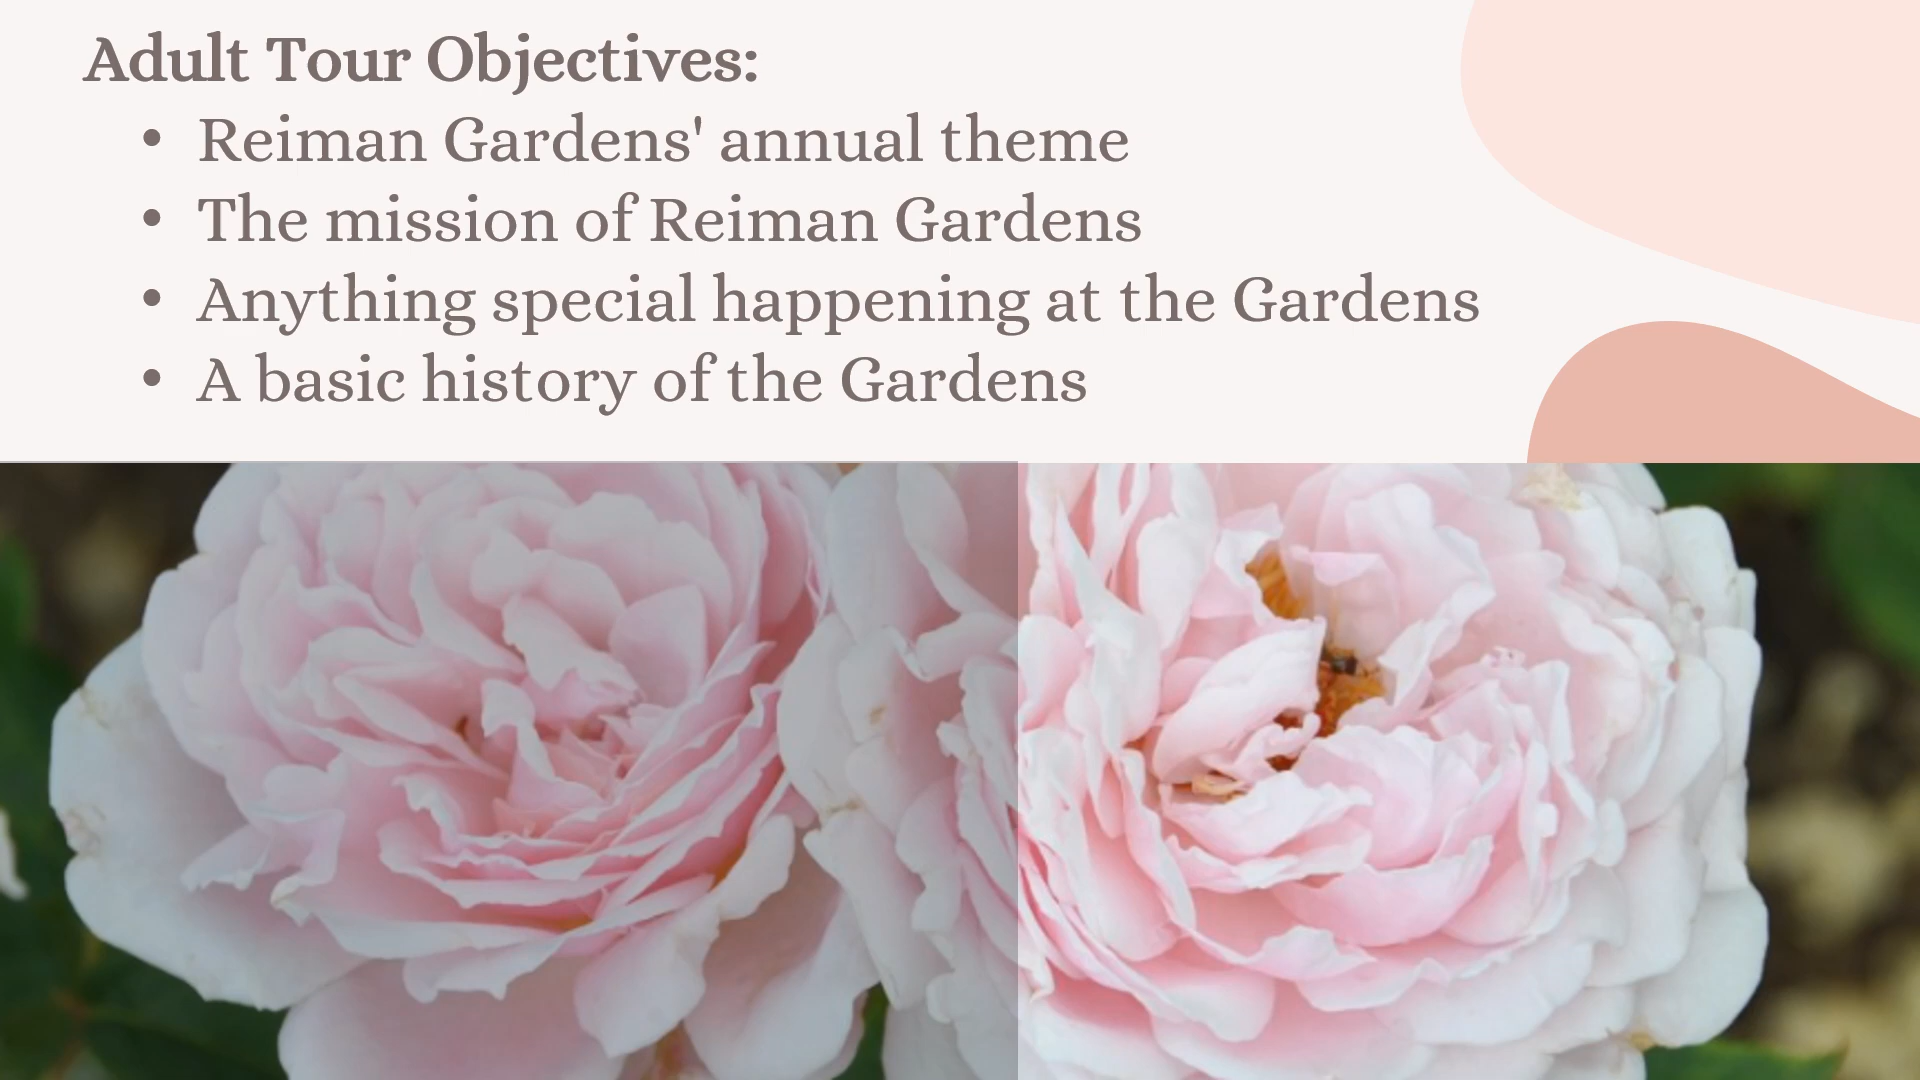 Adult Tour Objectives:
• Reiman Gardens' annual theme
• The mission of Reiman Gardens
• Anything special happening at the Gardens
• A basic history of the Gardens